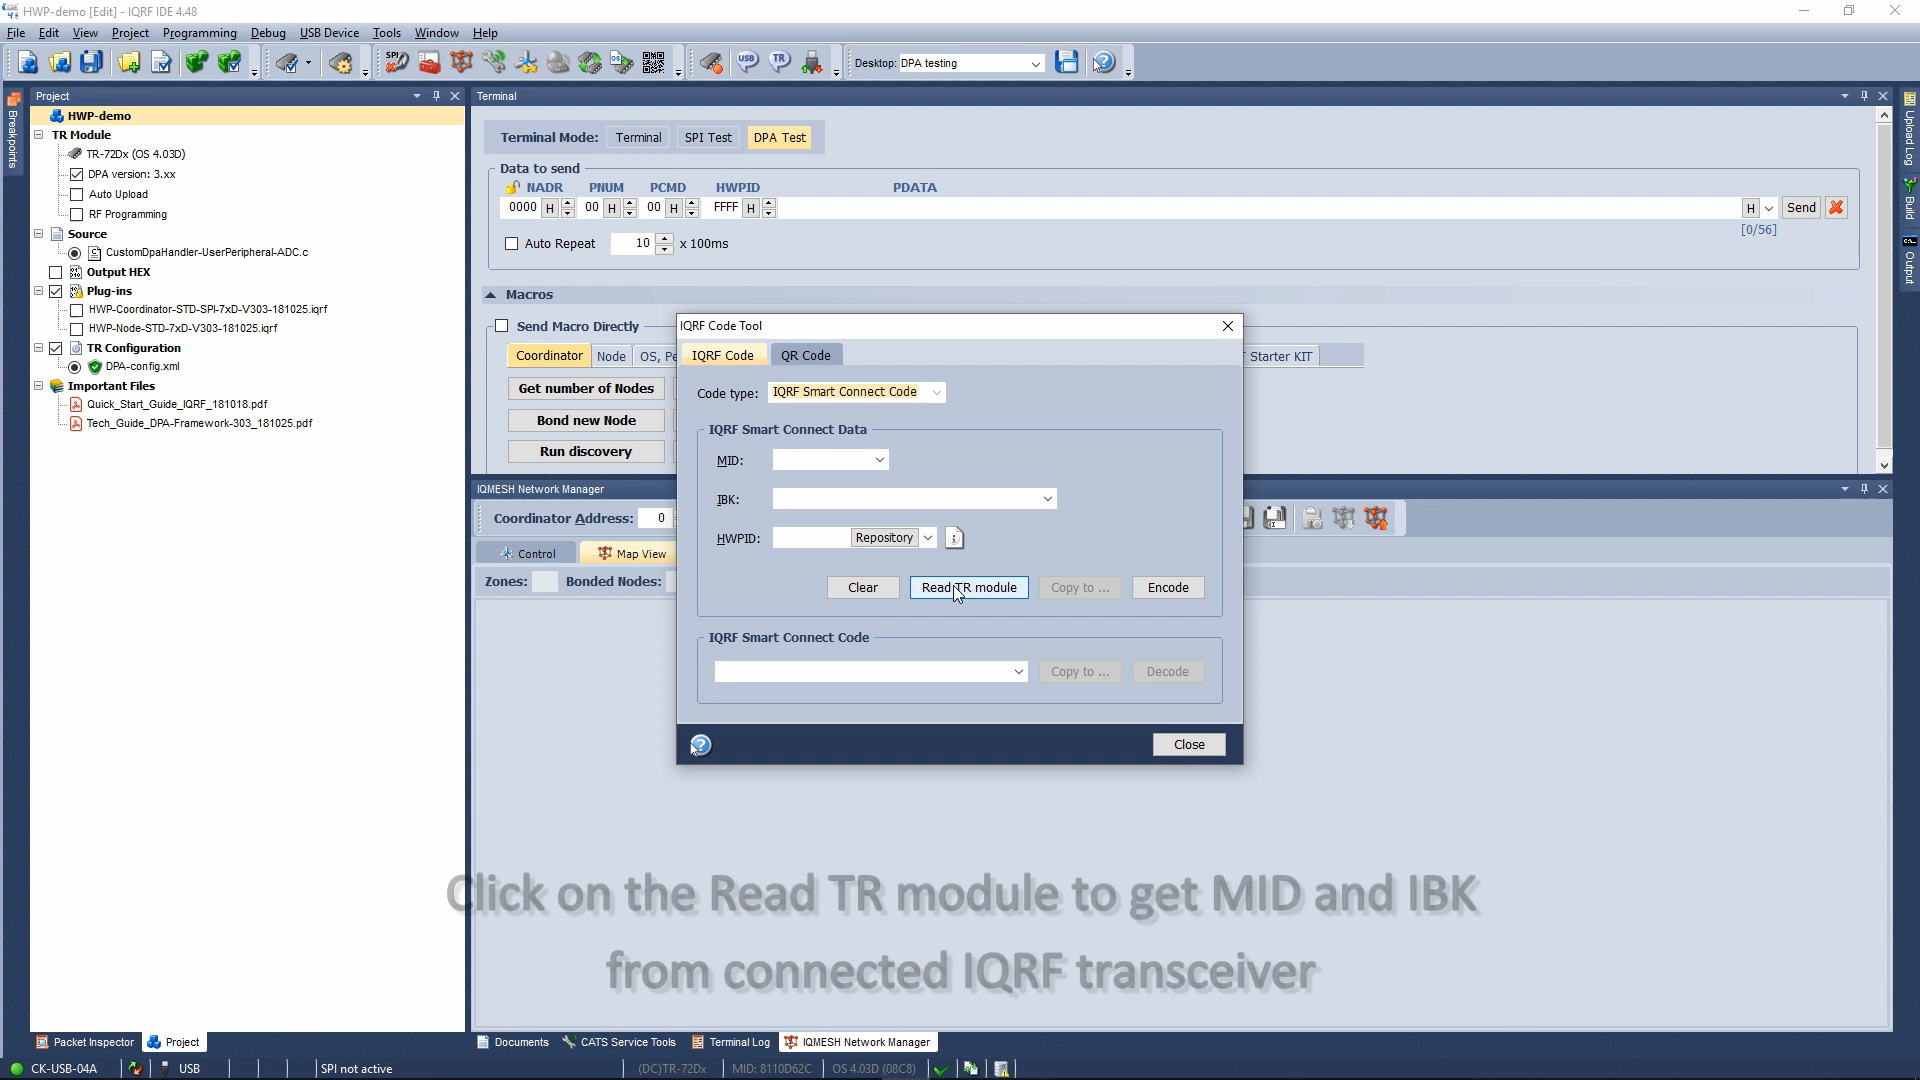 HWP-demo [Edit] - IQRF IDE 4.48
File Edit View Project Programming Debug USB Device Tools Window Help
SPI USB TR Desktop: DPA testing
Breakpoints
Project
HWP-demo
TR Module
TR-72Dx (OS 4.03D)
DPA version: 3.xx
Auto Upload
RF Programming
Source
CustomDpaHandler-UserPeripheral-ADC.c
Output HEX
Plug-ins
HWP-Coordinator-STD-SPI-7xD-V303-181025.iqrf
HWP-Node-STD-7xD-V303-181025.iqrf
TR Configuration
DPA-config.xml
Important Files
Quick_Start_Guide_IQRF_181018.pdf
Tech_Guide_DPA-Framework-303_181025.pdf
Terminal
Terminal Mode: Terminal SPI Test DPA Test
Data to send
NADR PNUM PCMD HWPID PDATA
0000 H 00 H 00 H FFFF H H Send
[0/56]
Auto Repeat 10 x 100ms
Macros
Send Macro Directly
Coordinator Node OS, Pe Starter KIT
Get number of Nodes
Bond new Node
Run discovery
IQMESH Network Manager
Coordinator Address: 0
Control Map View
Zones: Bonded Nodes:
IQRF Code Tool
IQRF Code QR Code
Code type: IQRF Smart Connect Code
IQRF Smart Connect Data
MID:
IBK:
HWPID: Repository
Clear Read TR module Copy to ... Encode
IQRF Smart Connect Code
Copy to ... Decode
Close
Upload Log
Build
Output
Click on the Read TR module to get MID and IBK
from connected IQRF transceiver
Packet Inspector Project
Documents CATS Service Tools Terminal Log IQMESH Network Manager
CK-USB-04A USB SPI not active (DC)TR-72Dx MID: 8110D62C OS 4.03D (08C8)